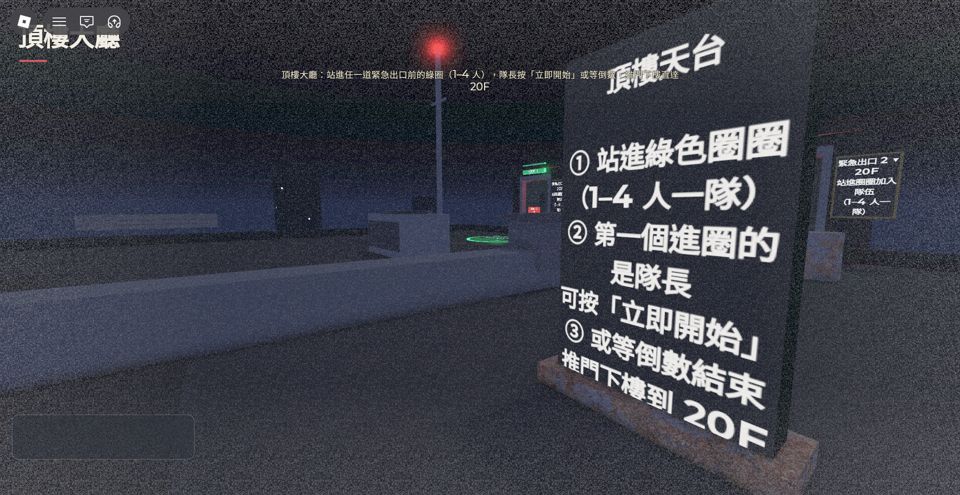 頂樓大廳
頂樓大廳：站進任一道緊急出口前的綠圈（1–4 人），隊長按「立即開始」或等倒數
20F
頂樓天台
① 站進綠色圈圈
（1–4 人一隊）
② 第一個進圈的
是隊長
可按「立即開始」
③ 或等倒數結束
推門下樓到 20F
緊急出口 2
20F
站進圈圈加入
隊伍
（1–4 人一
隊）